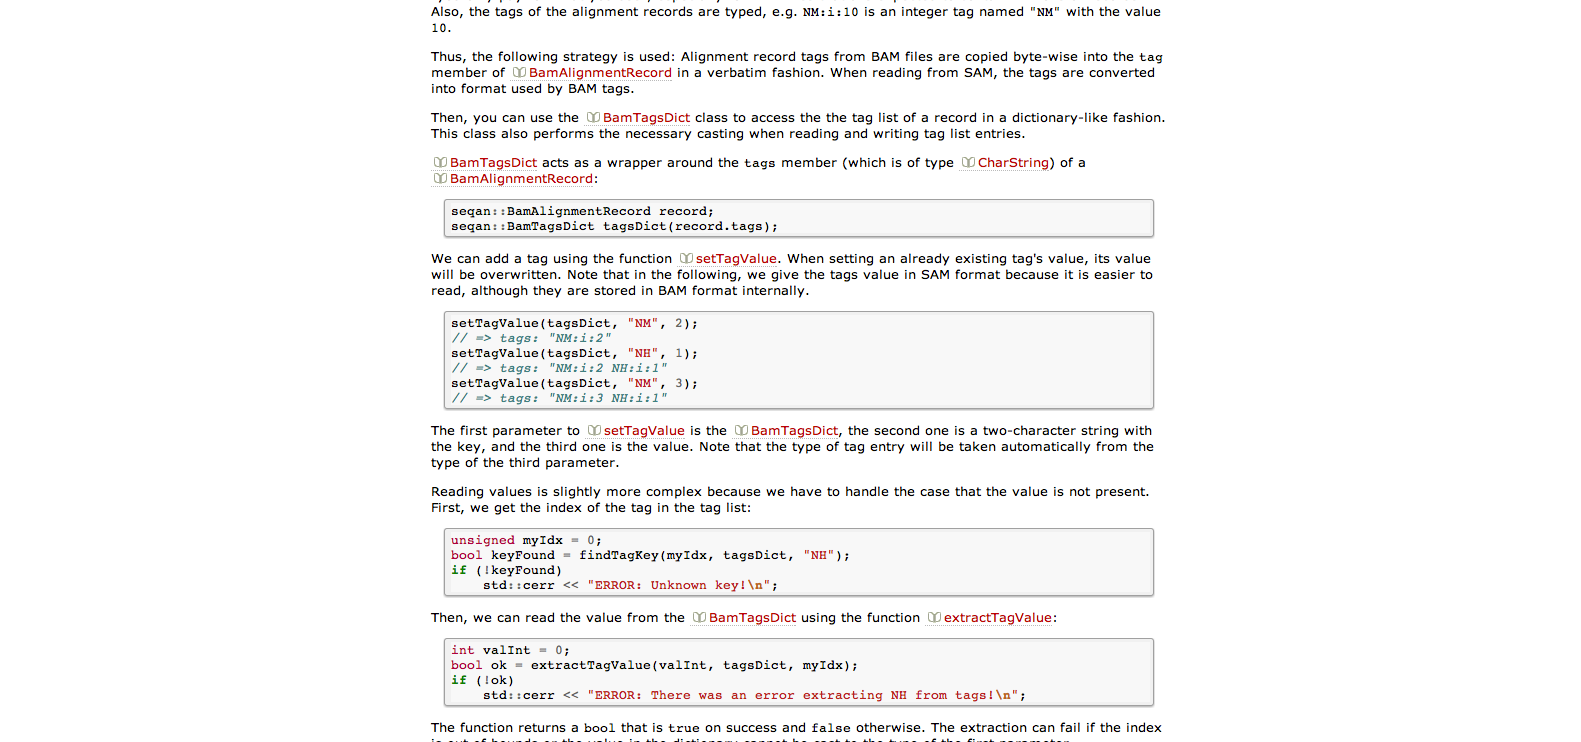 Also, the tags of the alignment records are typed, e.g. NM:i:10 is an integer tag named "NM" with the value
10.
Thus, the following strategy is used: Alignment record tags from BAM files are copied byte-wise into the tag
member of BamAlignmentRecord in a verbatim fashion. When reading from SAM, the tags are converted
into format used by BAM tags.
Then, you can use the BamTagsDict class to access the the tag list of a record in a dictionary-like fashion.
This class also performs the necessary casting when reading and writing tag list entries.
BamTagsDict acts as a wrapper around the tags member (which is of type CharString) of a
BamAlignmentRecord:
seqan::BamAlignmentRecord record;
seqan::BamTagsDict tagsDict(record.tags);
We can add a tag using the function setTagValue. When setting an already existing tag's value, its value
will be overwritten. Note that in the following, we give the tags value in SAM format because it is easier to
read, although they are stored in BAM format internally.
setTagValue(tagsDict, "NM", 2);
// => tags: "NM:i:2"
setTagValue(tagsDict, "NH", 1);
// => tags: "NM:i:2 NH:i:1"
setTagValue(tagsDict, "NM", 3);
// => tags: "NM:i:3 NH:i:1"
The first parameter to setTagValue is the BamTagsDict, the second one is a two-character string with
the key, and the third one is the value. Note that the type of tag entry will be taken automatically from the
type of the third parameter.
Reading values is slightly more complex because we have to handle the case that the value is not present.
First, we get the index of the tag in the tag list:
unsigned myIdx = 0;
bool keyFound = findTagKey(myIdx, tagsDict, "NH");
if (!keyFound)
    std::cerr << "ERROR: Unknown key!\n";
Then, we can read the value from the BamTagsDict using the function extractTagValue:
int valInt = 0;
bool ok = extractTagValue(valInt, tagsDict, myIdx);
if (!ok)
    std::cerr << "ERROR: There was an error extracting NH from tags!\n";
The function returns a bool that is true on success and false otherwise. The extraction can fail if the index